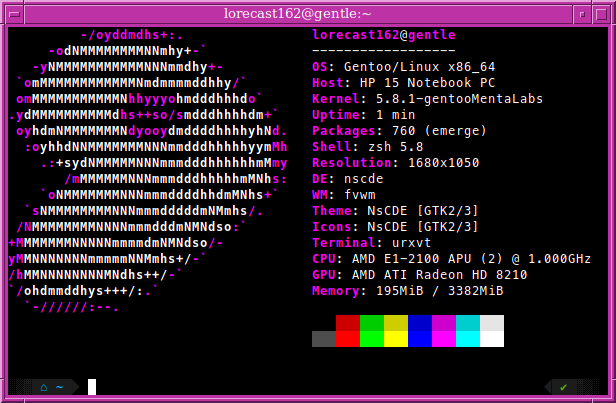 lorecast162@gentle:~
-/oyddmdhs+:.
-odNMMMMMMMMNNmhy+-`
-yNMMMMMMMMMMMNNNmmdhy+-
`omMMMMMMMMMMMMNmdmmmmddhhy/`
omMMMMMMMMMMMNhhyyyohmdddhhhdo`
.ydMMMMMMMMMMdhs++so/smdddhhhhdm+`
oyhdmNMMMMMMMNdyooydmddddhhhhyhNd.
:oyhhdNNMMMMMMMNNNmmdddhhhhhyymMh
.:+sydNMMMMMNNNmmmdddhhhhhhmMmy
/mMMMMMMNNNmmmdddhhhhhmMNhs:
`oNMMMMMMMNNNmmmddddhhdmMNhs+`
`sNMMMMMMMMNNNmmmdddddmNMmhs/.
/NMMMMMMMMNNNNmmmdddmNMNdso:`
+MMMMMMMNNNNNmmmmdmNMNdso/-
yMMNNNNNNNmmmmmNNMmhs+/-`
/hMMNNNNNNNNMNdhs++/-`
`/ohdmmddhys+++/:.`
`-//////:--.
lorecast162@gentle
------------------
OS: Gentoo/Linux x86_64
Host: HP 15 Notebook PC
Kernel: 5.8.1-gentooMentaLabs
Uptime: 1 min
Packages: 760 (emerge)
Shell: zsh 5.8
Resolution: 1680x1050
DE: nscde
WM: fvwm
Theme: NsCDE [GTK2/3]
Icons: NsCDE [GTK2/3]
Terminal: urxvt
CPU: AMD E1-2100 APU (2) @ 1.000GHz
GPU: AMD ATI Radeon HD 8210
Memory: 195MiB / 3382MiB
~